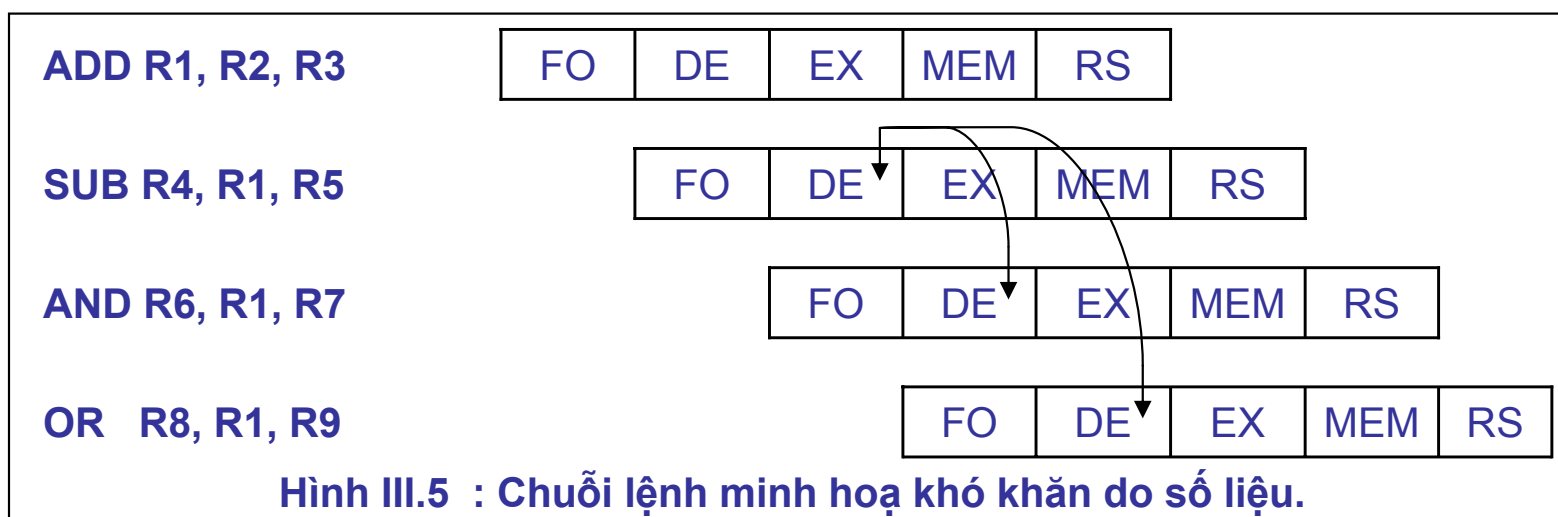 ADD R1, R2, R3 FO DE EX MEM RS
SUB R4, R1, R5 FO DE EX MEM RS
AND R6, R1, R7 FO DE EX MEM RS
OR R8, R1, R9 FO DE EX MEM RS
Hình III.5 : Chuỗi lệnh minh hoạ khó khăn do số liệu.